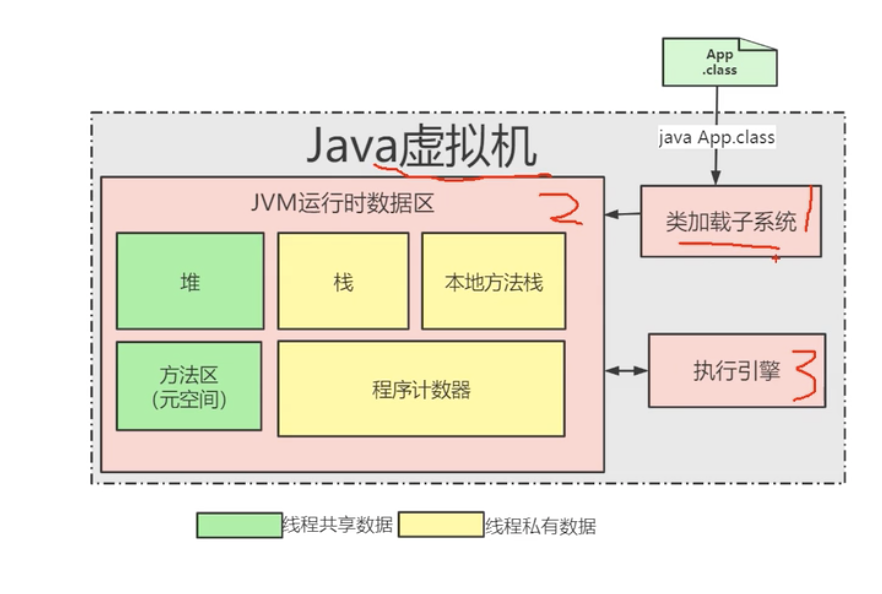 App
.class
java App.class
Java虚拟机
JVM运行时数据区
2
类加载子系统
1
堆
栈
本地方法栈
方法区
(元空间)
程序计数器
执行引擎
3
线程共享数据
线程私有数据